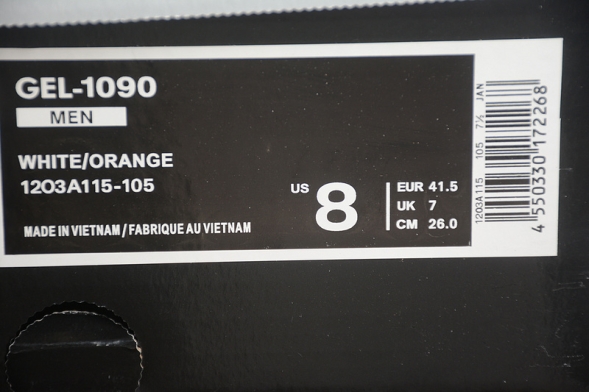 GEL-1090
MEN
WHITE/ORANGE
1203A115-105
MADE IN VIETNAM / FABRIQUE AU VIETNAM
US 8
EUR 41.5
UK 7
CM 26.0
1203A115 105 7½ JAN
4 550330 172268